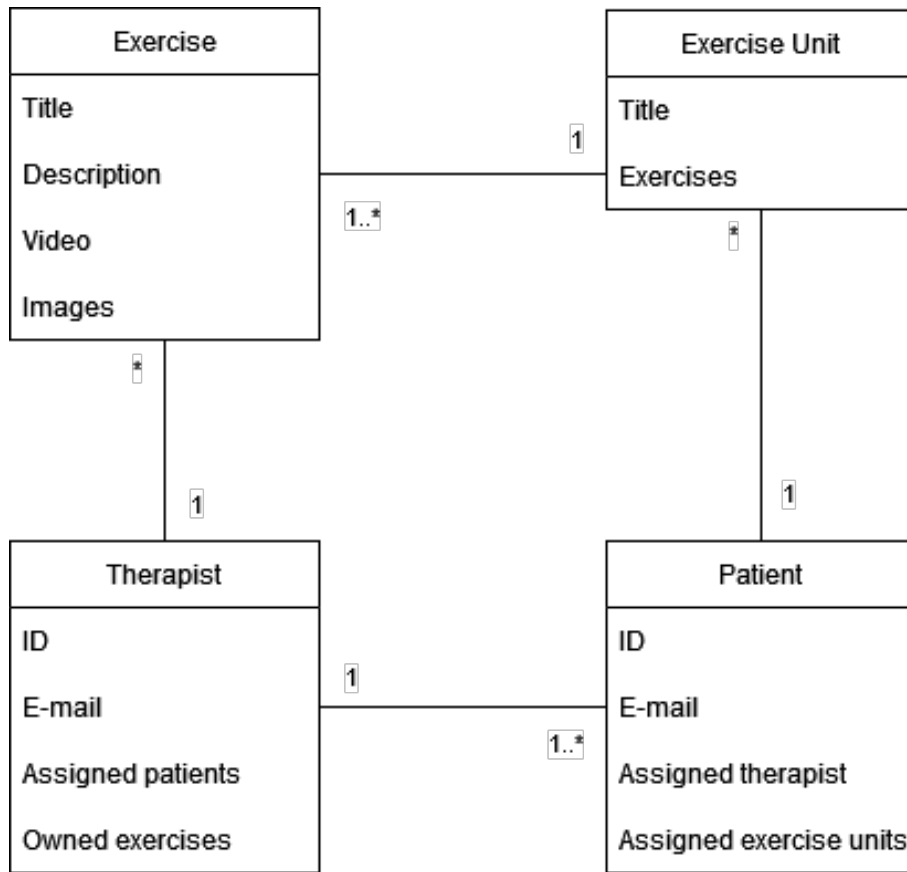 Exercise
Title
Description
Video
Images
Exercise Unit
Title
Exercises
1
1..*
*
1
*
1
Therapist
ID
E-mail
Assigned patients
Owned exercises
1
1..*
Patient
ID
E-mail
Assigned therapist
Assigned exercise units